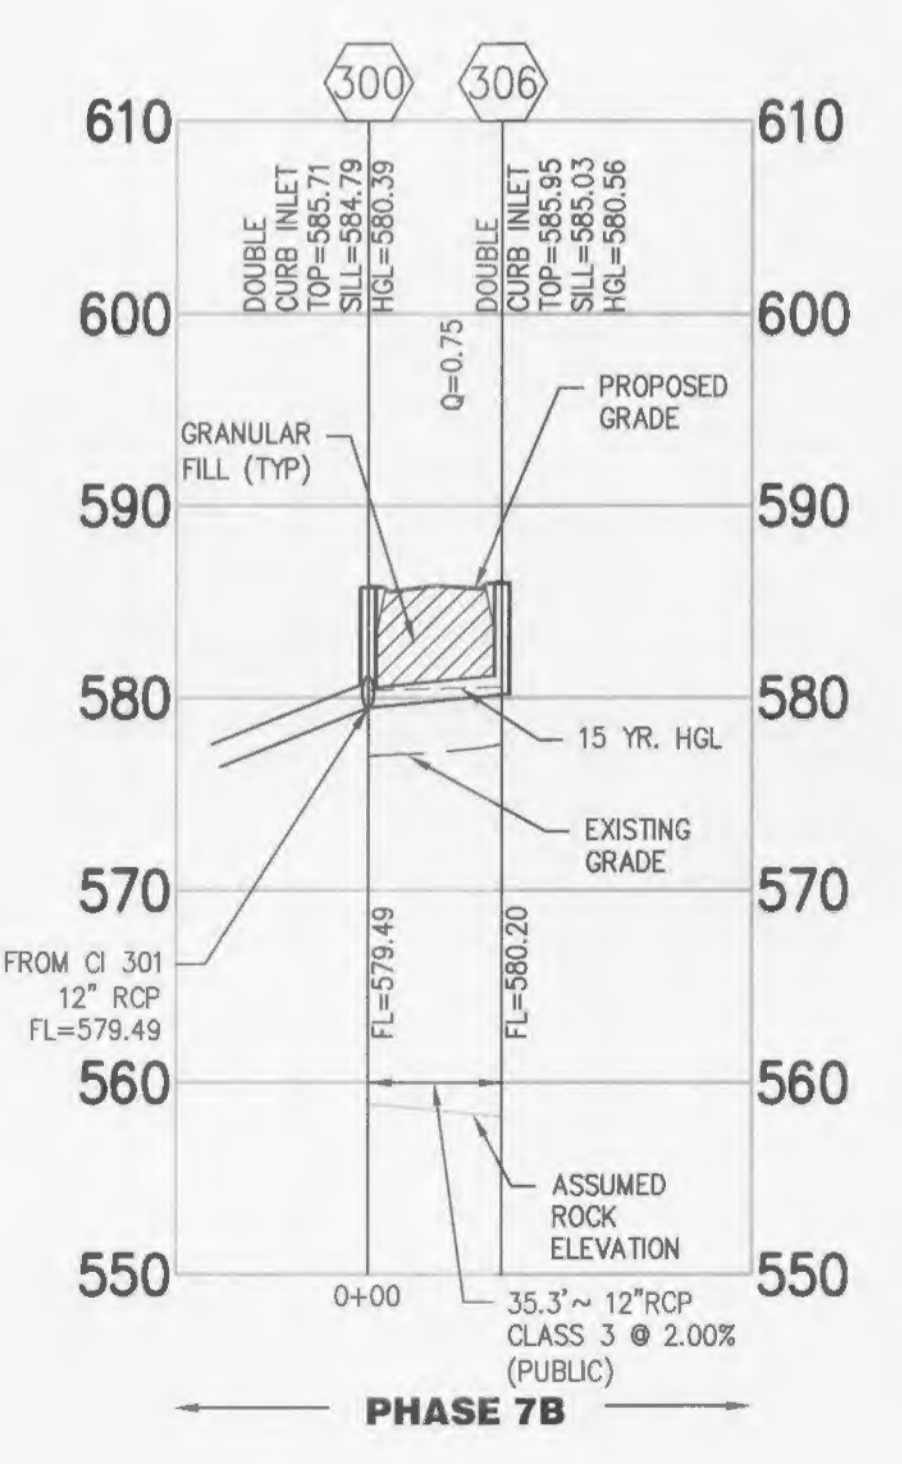 300
306
610
610
DOUBLE
CURB INLET
TOP=585.71
SILL=584.79
HGL=580.39
DOUBLE
CURB INLET
TOP=585.95
SILL=585.03
HGL=580.56
600
600
Q=0.75
PROPOSED
GRADE
GRANULAR
FILL (TYP)
590
590
580
580
15 YR. HGL
EXISTING
GRADE
570
570
FL=579.49
FL=580.20
FROM CI 301
12" RCP
FL=579.49
560
560
ASSUMED
ROCK
ELEVATION
550
550
0+00
35.3'~ 12"RCP
CLASS 3 @ 2.00%
(PUBLIC)
PHASE 7B